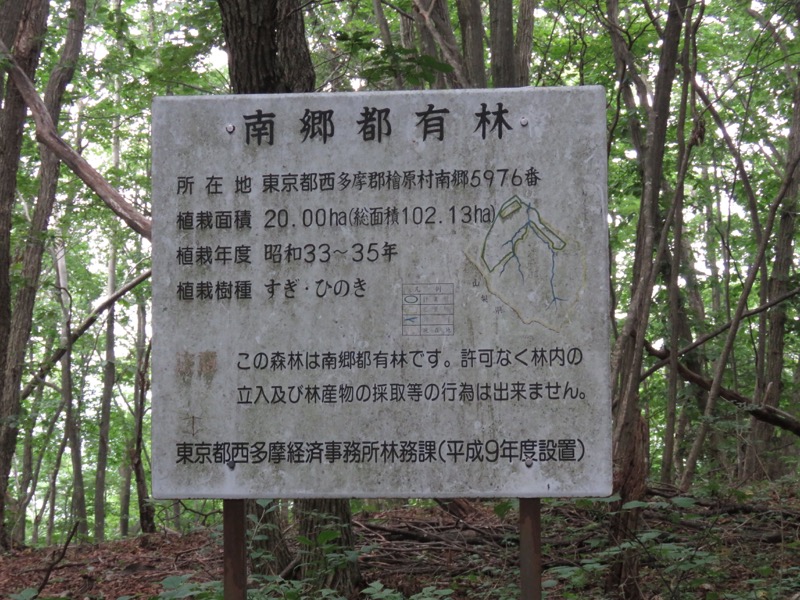 南郷都有林
所在地 東京都西多摩郡檜原村南郷5976番
植栽面積 20.00ha(総面積102.13ha)
植栽年度 昭和33～35年
植栽樹種 すぎ・ひのき
凡例
山梨県
この森林は南郷都有林です。許可なく林内の
立入及び林産物の採取等の行為は出来ません。
東京都西多摩経済事務所林務課(平成9年度設置)